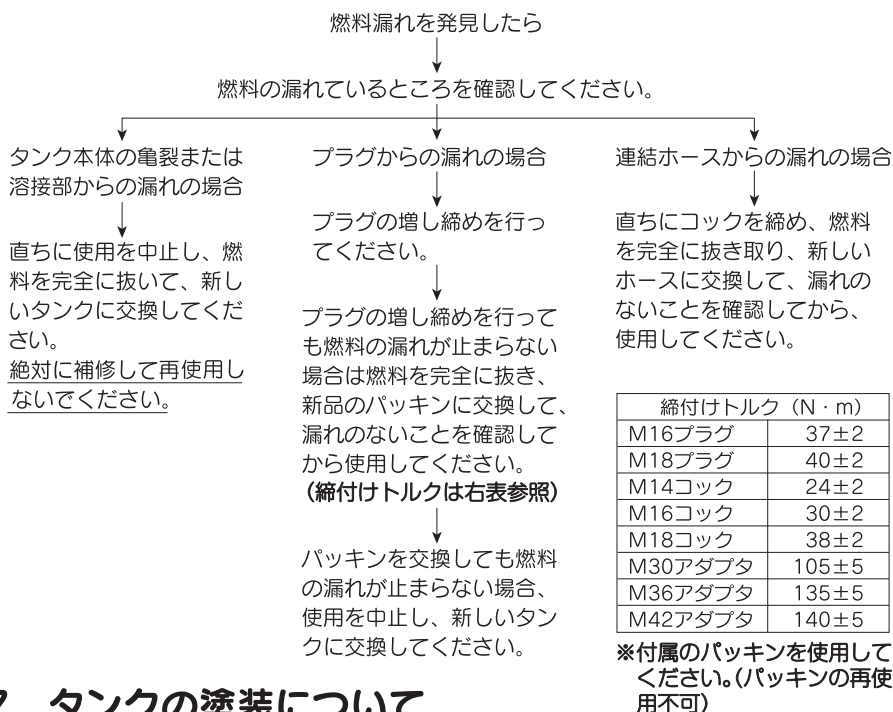 燃料漏れを発見したら
燃料の漏れているところを確認してください。
タンク本体の亀裂または
溶接部からの漏れの場合
直ちに使用を中止し、燃
料を完全に抜いて、新し
いタンクに交換してくだ
さい。
絶対に補修して再使用し
ないでください。
プラグからの漏れの場合
プラグの増し締めを行っ
てください。
プラグの増し締めを行って
も燃料の漏れが止まらない
場合は燃料を完全に抜き、
新品のパッキンに交換して、
漏れのないことを確認して
から使用してください。
(締付けトルクは右表参照)
パッキンを交換しても燃料
の漏れが止まらない場合、
使用を中止し、新しいタン
クに交換してください。
連結ホースからの漏れの場合
直ちにコックを締め、燃料
を完全に抜き取り、新しい
ホースに交換して、漏れの
ないことを確認してから、
使用してください。
締付けトルク(N・m)
M16プラグ 37±2
M18プラグ 40±2
M14コック 24±2
M16コック 30±2
M18コック 38±2
M30アダプタ 105±5
M36アダプタ 135±5
M42アダプタ 140±5
※付属のパッキンを使用して
ください。(パッキンの再使
用不可)
7 タンクの塗装について